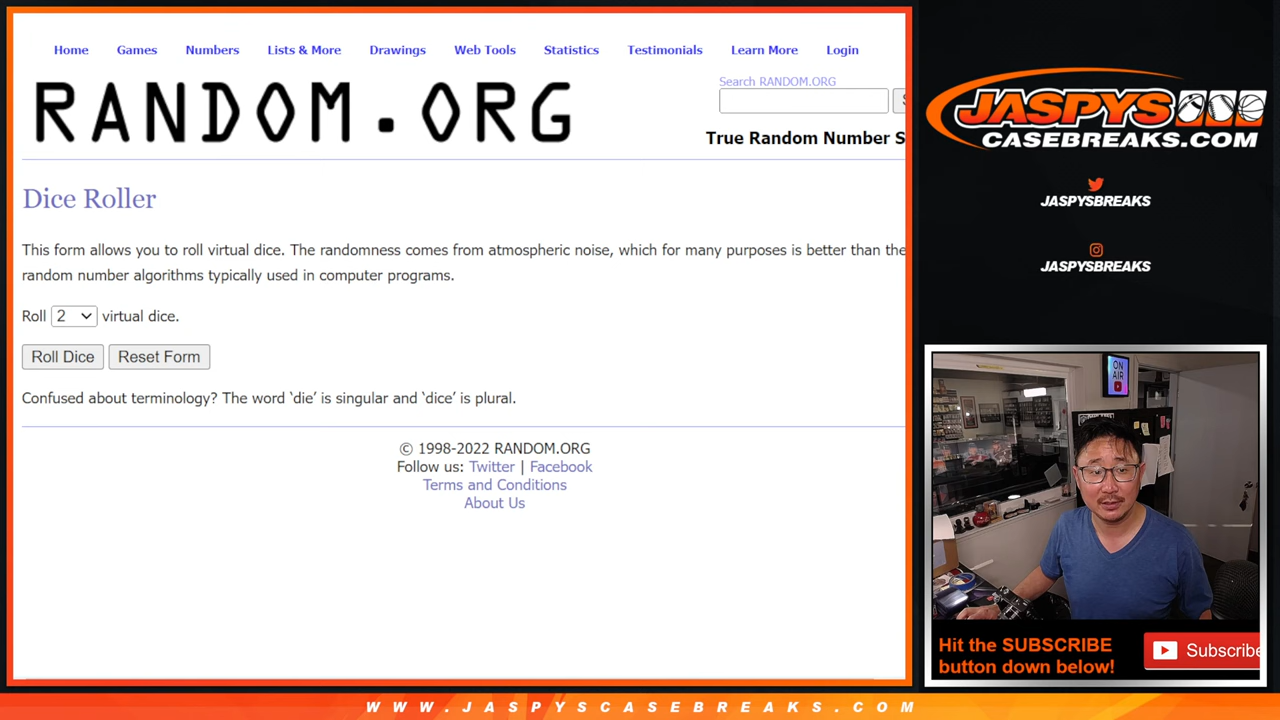 Home Games Numbers Lists & More Drawings Web Tools Statistics Testimonials Learn More Login
RANDOM.ORG
Search RANDOM.ORG
True Random Number S
Dice Roller
This form allows you to roll virtual dice. The randomness comes from atmospheric noise, which for many purposes is better than the
random number algorithms typically used in computer programs.
Roll 2 virtual dice.
Roll Dice Reset Form
Confused about terminology? The word ‘die’ is singular and ‘dice’ is plural.
© 1998-2022 RANDOM.ORG
Follow us: Twitter | Facebook
Terms and Conditions
About Us
JASPYS
CASEBREAKS.COM
JASPYSBREAKS
JASPYSBREAKS
ON
AIR
Hit the SUBSCRIBE
button down below!
Subscribe
WWW.JASPYSCASEBREAKS.COM